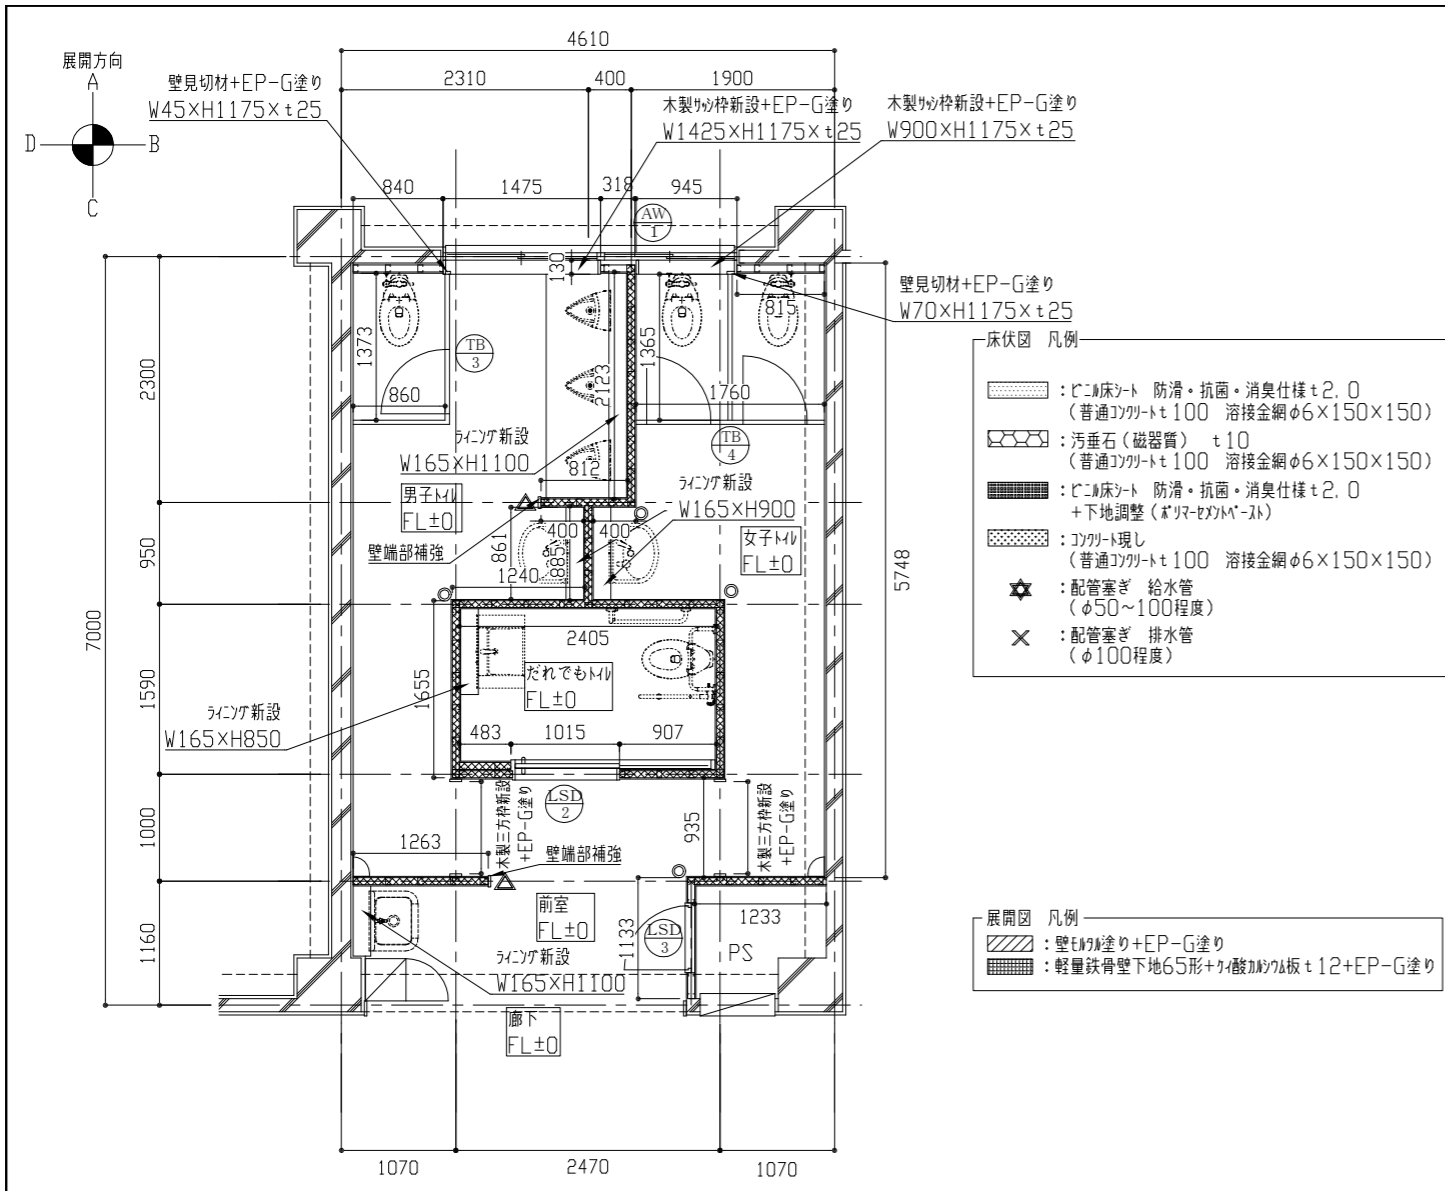 展開方向
A
D
B
C
4610
2310
400
1900
壁見切材+EP-G塗り
W45×H1175×t25
木製ｻｯｼ枠新設+EP-G塗り
W1425×H1175×t25
木製ｻｯｼ枠新設+EP-G塗り
W900×H1175×t25
840
1475
318
945
AW
1
130
壁見切材+EP-G塗り
W70×H1175×t25
815
1373
1365
2123
TB
3
860
1760
2300
ﾗｲﾆﾝｸﾞ新設
W165×H1100
812
TB
4
ﾗｲﾆﾝｸﾞ新設
W165×H900
男子ﾄｲﾚ
FL±0
女子ﾄｲﾚ
FL±0
壁端部補強
400
400
861
885
1240
950
5748
7000
2405
だれでもﾄｲﾚ
FL±0
1655
1590
ﾗｲﾆﾝｸﾞ新設
W165×H850
483
1015
907
LSD
2
木製三方枠新設
+EP-G塗り
木製三方枠新設
+EP-G塗り
935
1000
1263
壁端部補強
前室
FL±0
1133
LSD
3
1233
PS
1160
ﾗｲﾆﾝｸﾞ新設
W165×H1100
廊下
FL±0
1070
2470
1070
床伏図　凡例
：ﾋﾞﾆﾙ床ｼｰﾄ　防滑・抗菌・消臭仕様t2.0
（普通ｺﾝｸﾘｰﾄt100　溶接金網φ6×150×150）
：汚垂石（磁器質）　t10
（普通ｺﾝｸﾘｰﾄt100　溶接金網φ6×150×150）
：ﾋﾞﾆﾙ床ｼｰﾄ　防滑・抗菌・消臭仕様t2.0
+下地調整（ﾎﾟﾘﾏｰｾﾒﾝﾄﾍﾟｰｽﾄ）
：ｺﾝｸﾘｰﾄ現し
（普通ｺﾝｸﾘｰﾄt100　溶接金網φ6×150×150）
：配管塞ぎ　給水管
（φ50～100程度）
：配管塞ぎ　排水管
（φ100程度）
展開図　凡例
：壁ﾓﾙﾀﾙ塗り+EP-G塗り
：軽量鉄骨壁下地65形+ｹｲ酸ｶﾙｼｳﾑ板t12+EP-G塗り